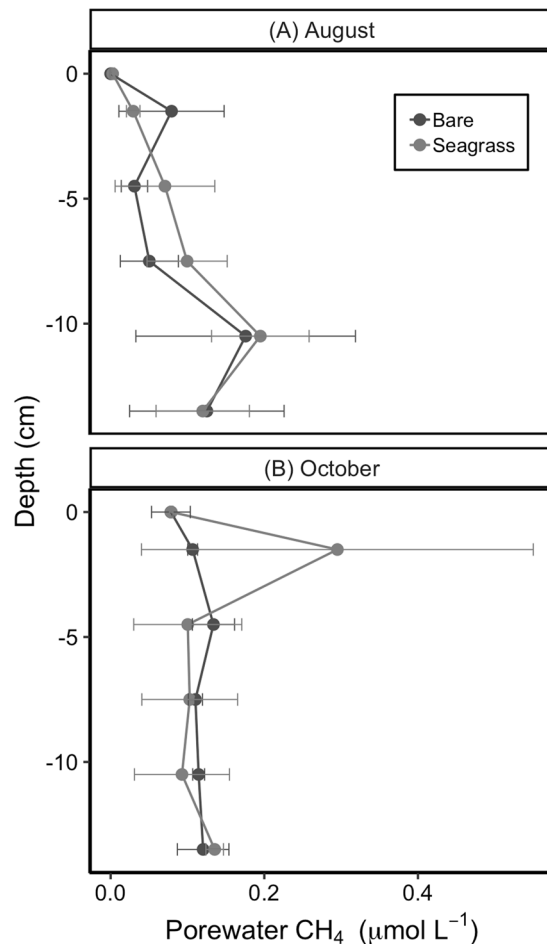 (A) August
0
-5
-10
Bare
Seagrass
Depth (cm)
(B) October
0
-5
-10
0.0 0.2 0.4
Porewater CH₄ (μmol L⁻¹)